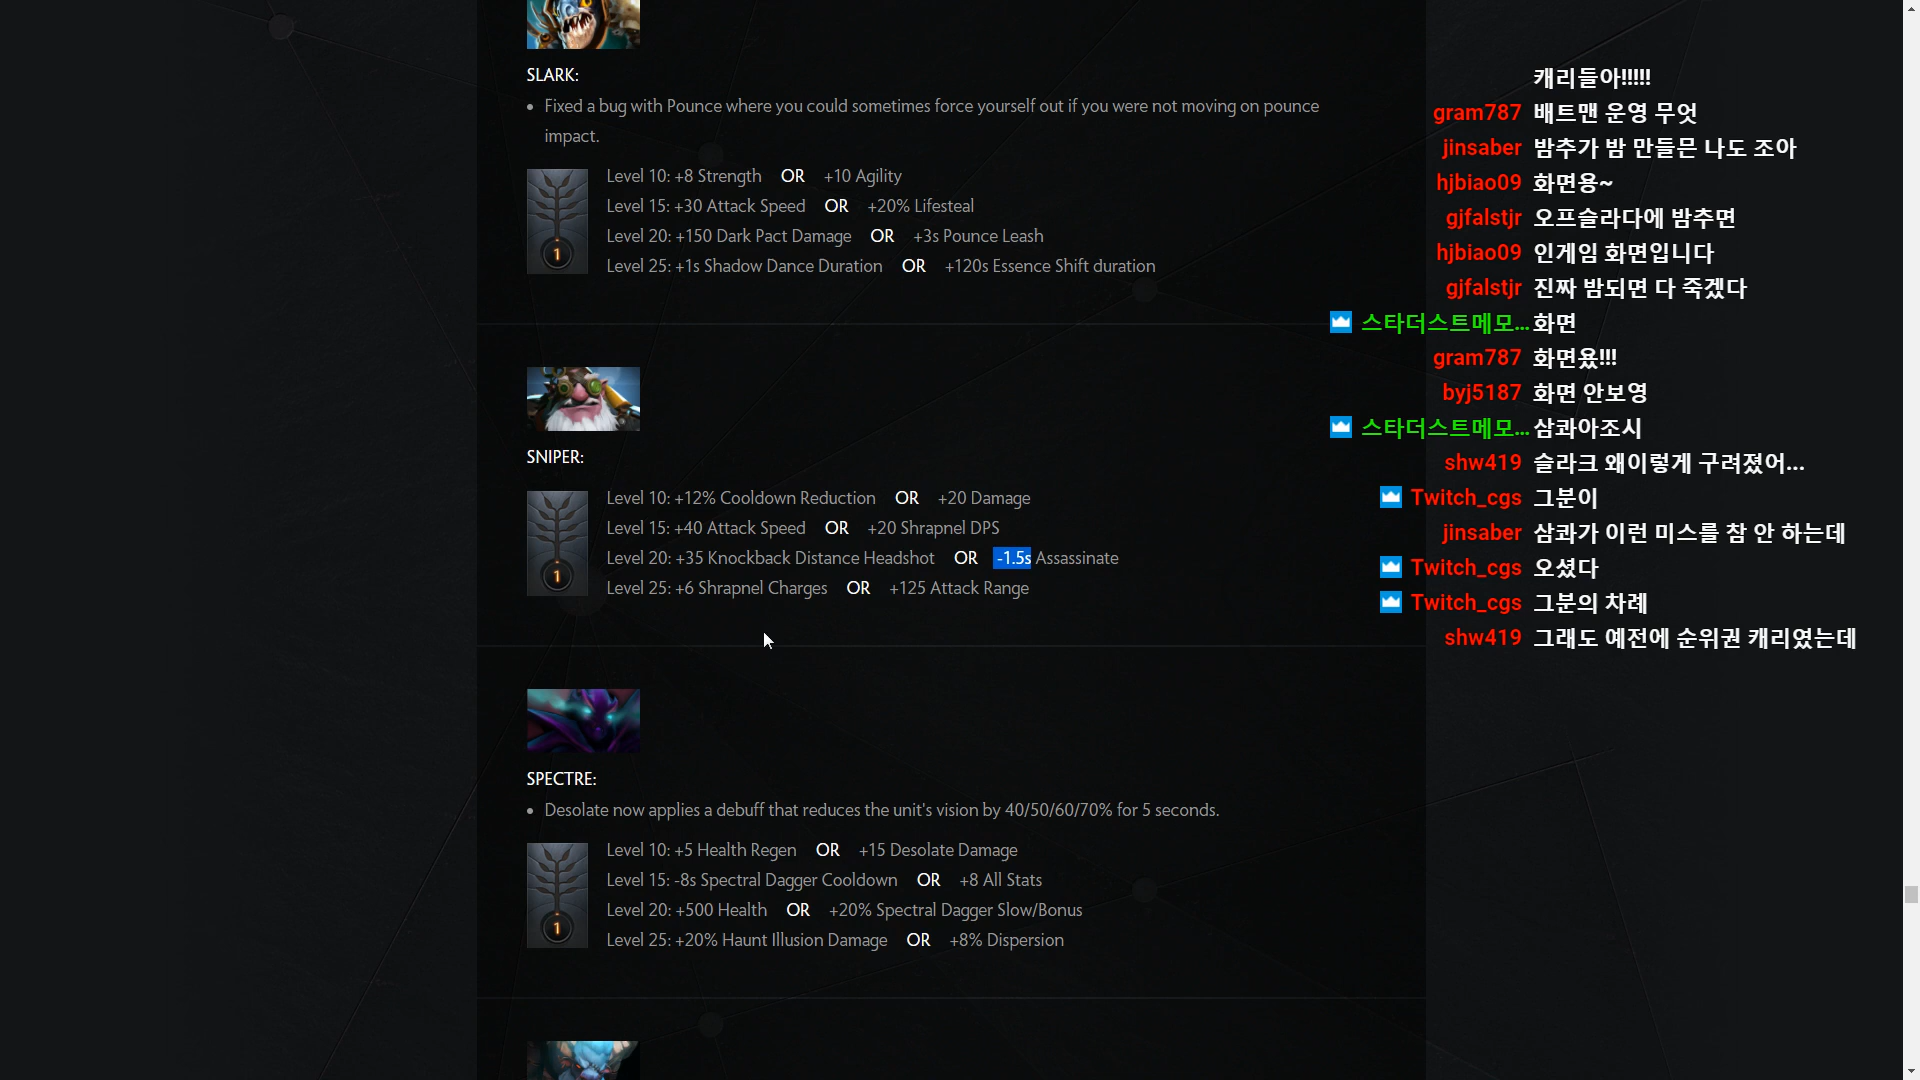 SLARK:
• Fixed a bug with Pounce where you could sometimes force yourself out if you were not moving on pounce
impact.
1
Level 10: +8 Strength OR +10 Agility
Level 15: +30 Attack Speed OR +20% Lifesteal
Level 20: +150 Dark Pact Damage OR +3s Pounce Leash
Level 25: +1s Shadow Dance Duration OR +120s Essence Shift duration
SNIPER:
1
Level 10: +12% Cooldown Reduction OR +20 Damage
Level 15: +40 Attack Speed OR +20 Shrapnel DPS
Level 20: +35 Knockback Distance Headshot OR -1.5s Assassinate
Level 25: +6 Shrapnel Charges OR +125 Attack Range
SPECTRE:
• Desolate now applies a debuff that reduces the unit's vision by 40/50/60/70% for 5 seconds.
1
Level 10: +5 Health Regen OR +15 Desolate Damage
Level 15: -8s Spectral Dagger Cooldown OR +8 All Stats
Level 20: +500 Health OR +20% Spectral Dagger Slow/Bonus
Level 25: +20% Haunt Illusion Damage OR +8% Dispersion
캐리들아!!!!!
gram787 배트맨 운영 무엇
jinsaber 밤추가 밤 만들믄 나도 조아
hjbiao09 화면용~
gjfalstjr 오프슬라다에 밤추면
hjbiao09 인게임 화면입니다
gjfalstjr 진짜 밤되면 다 죽겠다
스타더스트메모... 화면
gram787 화면욨!!!
byj5187 화면 안보영
스타더스트메모... 삼콰아조시
shw419 슬라크 왜이렇게 구려졌어...
Twitch_cgs 그분이
jinsaber 삼콰가 이런 미스를 참 안 하는데
Twitch_cgs 오셨다
Twitch_cgs 그분의 차례
shw419 그래도 예전에 순위권 캐리였는데